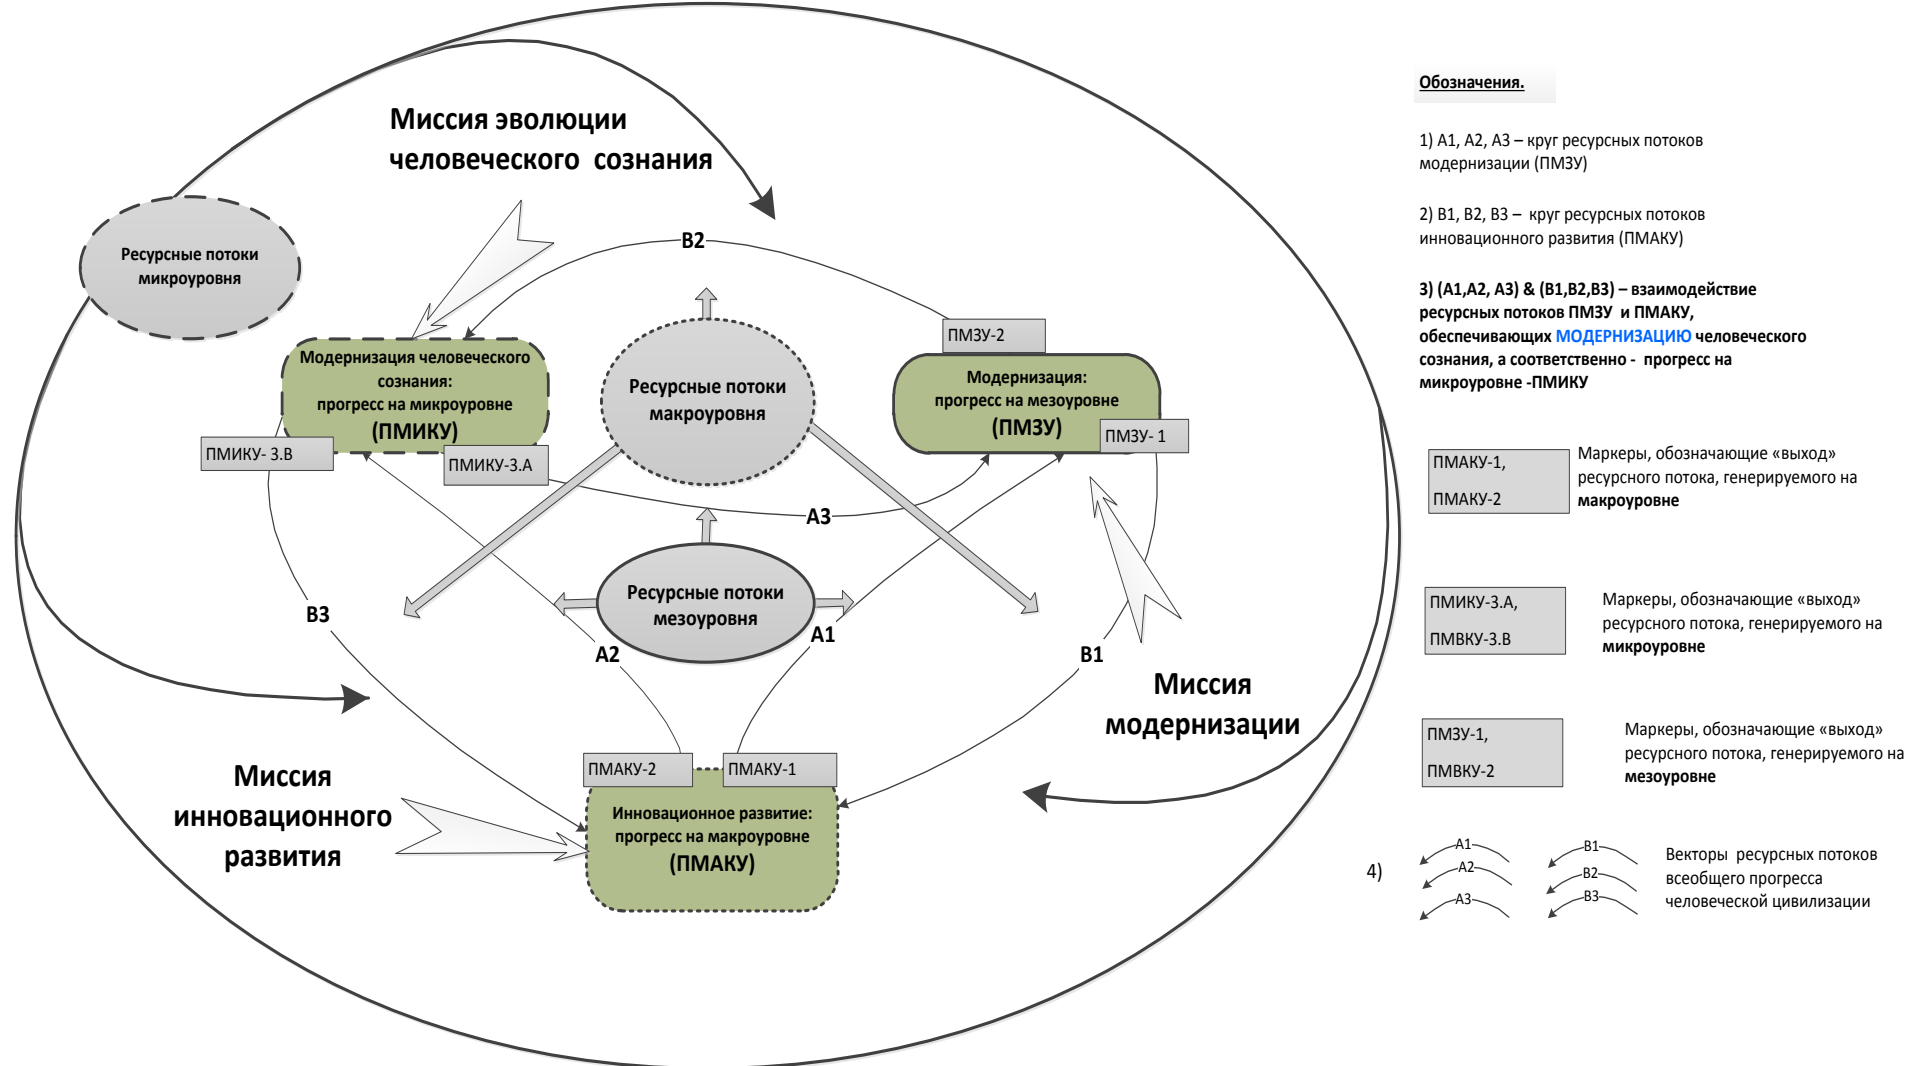 Миссия эволюции
человеческого сознания
Ресурсные потоки
микроуровня
B2
ПМЗУ-2
Модернизация человеческого
сознания:
прогресс на микроуровне
(ПМИКУ)
ПМИКУ- 3.В
ПМИКУ-3.А
Ресурсные потоки
макроуровня
Модернизация:
прогресс на мезоуровне
(ПМЗУ)
ПМЗУ- 1
A3
Ресурсные потоки
мезоуровня
B3
A2
A1
B1
Миссия
модернизации
Миссия
инновационного
развития
ПМАКУ-2
ПМАКУ-1
Инновационное развитие:
прогресс на макроуровне
(ПМАКУ)
Обозначения.
1) А1, А2, А3 – круг ресурсных потоков
модернизации (ПМЗУ)
2) В1, В2, В3 – круг ресурсных потоков
инновационного развития (ПМАКУ)
3) (А1,А2, А3) & (В1,В2,В3) – взаимодействие
ресурсных потоков ПМЗУ и ПМАКУ,
обеспечивающих МОДЕРНИЗАЦИЮ человеческого
сознания, а соответственно - прогресс на
микроуровне -ПМИКУ
ПМАКУ-1,
ПМАКУ-2
Маркеры, обозначающие «выход»
ресурсного потока, генерируемого на
макроуровне
ПМИКУ-3.А,
ПМВКУ-3.В
Маркеры, обозначающие «выход»
ресурсного потока, генерируемого на
микроуровне
ПМЗУ-1,
ПМВКУ-2
Маркеры, обозначающие «выход»
ресурсного потока, генерируемого на
мезоуровне
4)
A1
A2
A3
B1
B2
B3
Векторы ресурсных потоков
всеобщего прогресса
человеческой цивилизации